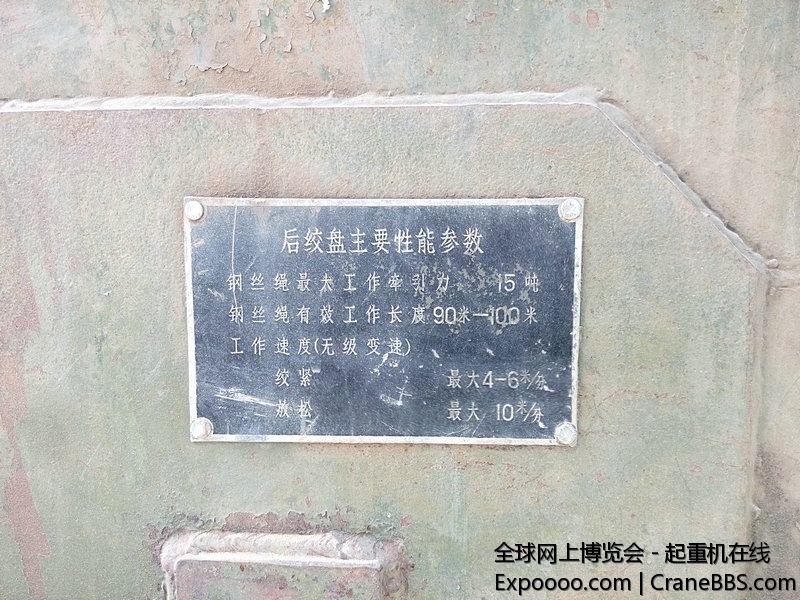 后绞盘主要性能参数
钢丝绳最大工作牵引力 15吨
钢丝绳有效工作长度90米—100米
工作速度(无级变速)
绞紧 最大4-6米/分
放松 最大 10米/分
全球网上博览会 - 起重机在线
Expoooo.com | CraneBBS.com